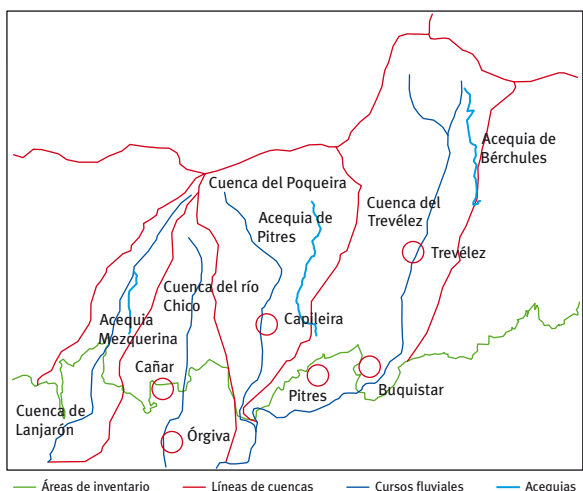 Acequia de
Bérchules
Cuenca del Poqueira
Cuenca del
Trevélez
Acequia de
Pitres
Trevélez
Cuenca del río
Chico
Acequia
Mezquerina
Capileira
Cañar
Pitres
Buquistar
Cuenca de
Lanjarón
Órgiva
Áreas de inventario
Líneas de cuencas
Cursos fluviales
Acequias